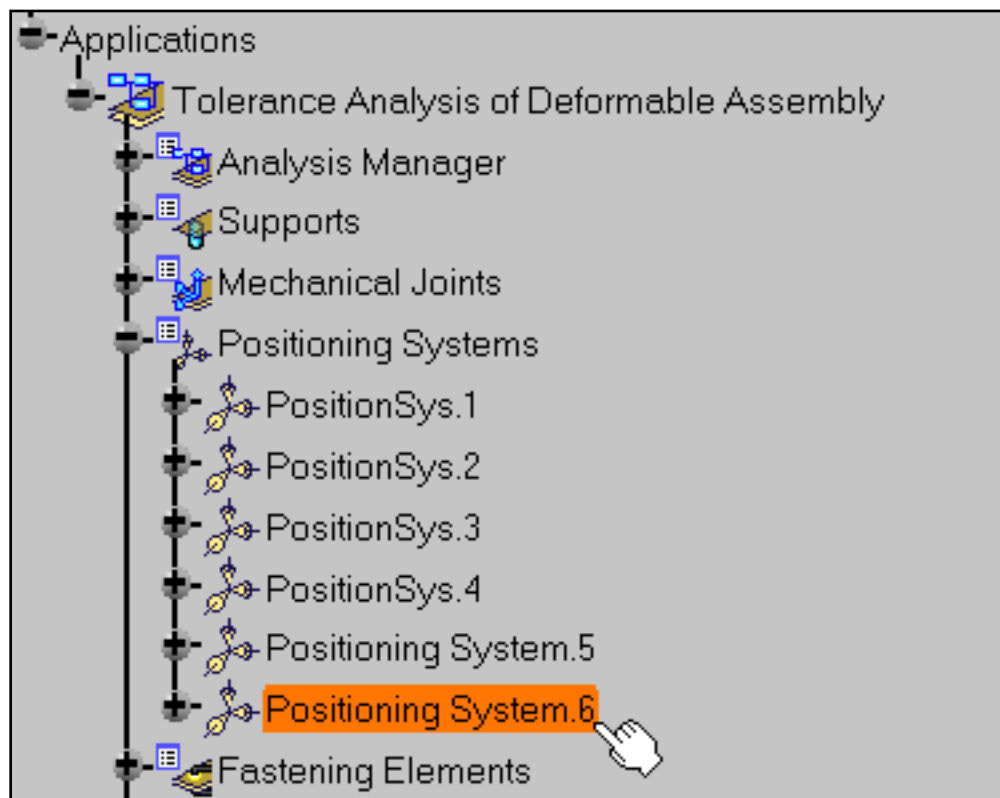 Applications
Tolerance Analysis of Deformable Assembly
Analysis Manager
Supports
Mechanical Joints
Positioning Systems
PositionSys.1
PositionSys.2
PositionSys.3
PositionSys.4
Positioning System.5
Positioning System.6
Fastening Elements